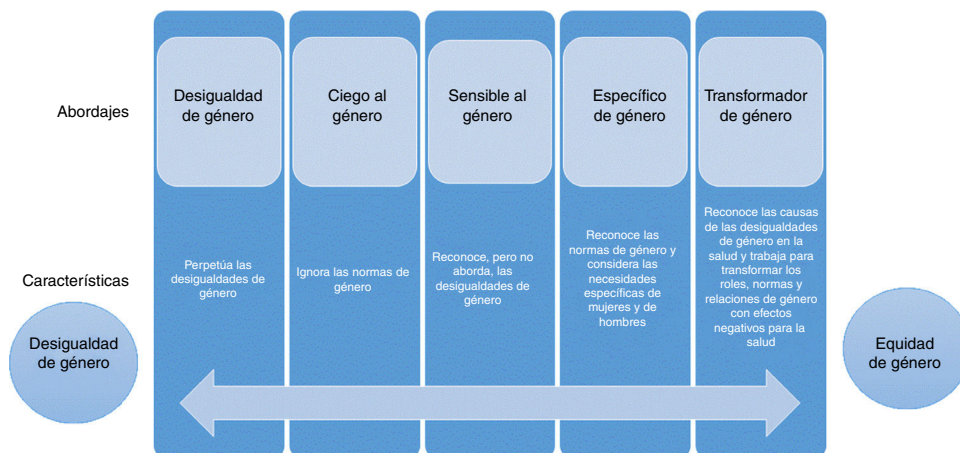 Abordajes
Desigualdad
de género
Ciego al
género
Sensible al
género
Específico
de género
Transformador
de género
Característicias
Perpetúa las
desigualdades de
género
Ignora las normas de
género
Reconoce, pero no
aborda, las
desigualdades de
género
Reconoce las
normas de género y
considera las
necesidades
específicas de
mujeres y de
hombres
Reconoce las causas
de las desigualdades
de género en la
salud y trabaja para
transformar los
roles, normas y
relaciones de género
con efectos
negativos para la
salud
Desigualdad
de género
Equidad
de género